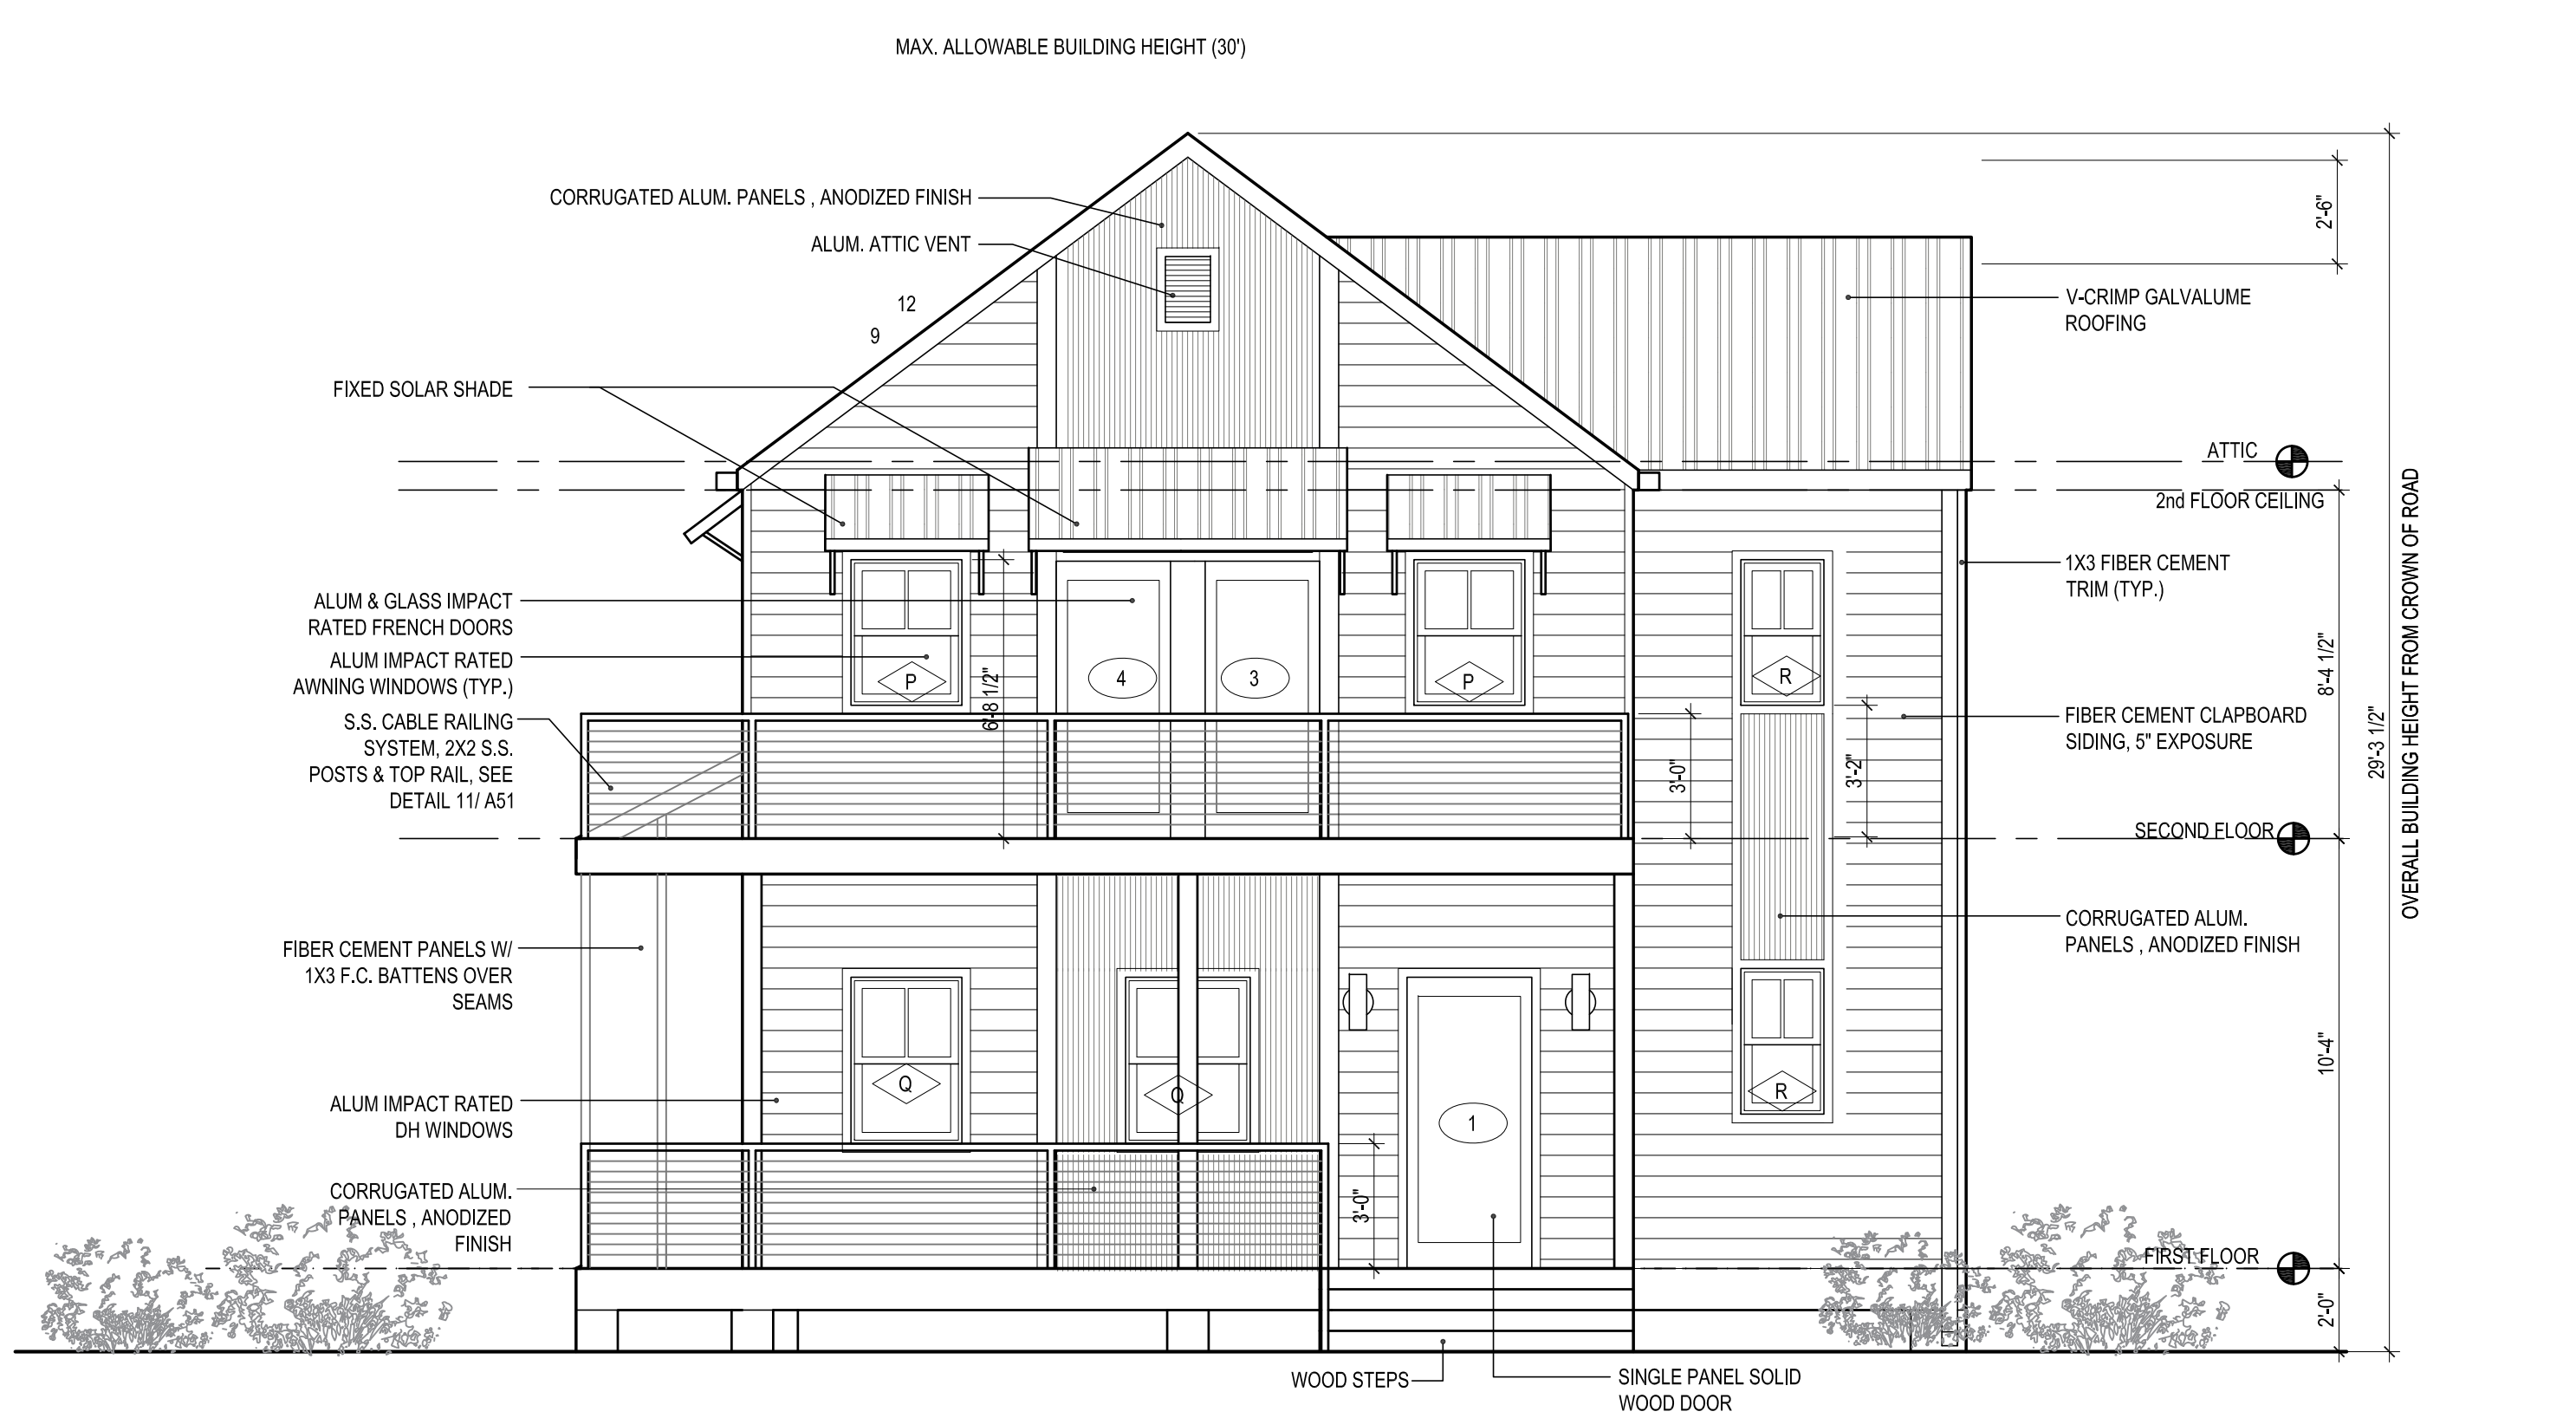 MAX. ALLOWABLE BUILDING HEIGHT (30')
CORRUGATED ALUM. PANELS , ANODIZED FINISH
ALUM. ATTIC VENT
12
9
FIXED SOLAR SHADE
ALUM & GLASS IMPACT
RATED FRENCH DOORS
ALUM IMPACT RATED
AWNING WINDOWS (TYP.)
S.S. CABLE RAILING
SYSTEM, 2X2 S.S.
POSTS & TOP RAIL, SEE
DETAIL 11/ A51
FIBER CEMENT PANELS W/
1X3 F.C. BATTENS OVER
SEAMS
ALUM IMPACT RATED
DH WINDOWS
CORRUGATED ALUM.
PANELS , ANODIZED
FINISH
P
6'-8 1/2"
4
3
P
R
3'-0"
3'-2"
Q
Q
1
R
3'-0"
WOOD STEPS
SINGLE PANEL SOLID
WOOD DOOR
2'-6"
V-CRIMP GALVALUME
ROOFING
ATTIC
2nd FLOOR CEILING
1X3 FIBER CEMENT
TRIM (TYP.)
8'-4 1/2"
FIBER CEMENT CLAPBOARD
SIDING, 5" EXPOSURE
SECOND FLOOR
CORRUGATED ALUM.
PANELS , ANODIZED FINISH
10'-4"
FIRST FLOOR
2'-0"
29'-3 1/2"
OVERALL BUILDING HEIGHT FROM CROWN OF ROAD